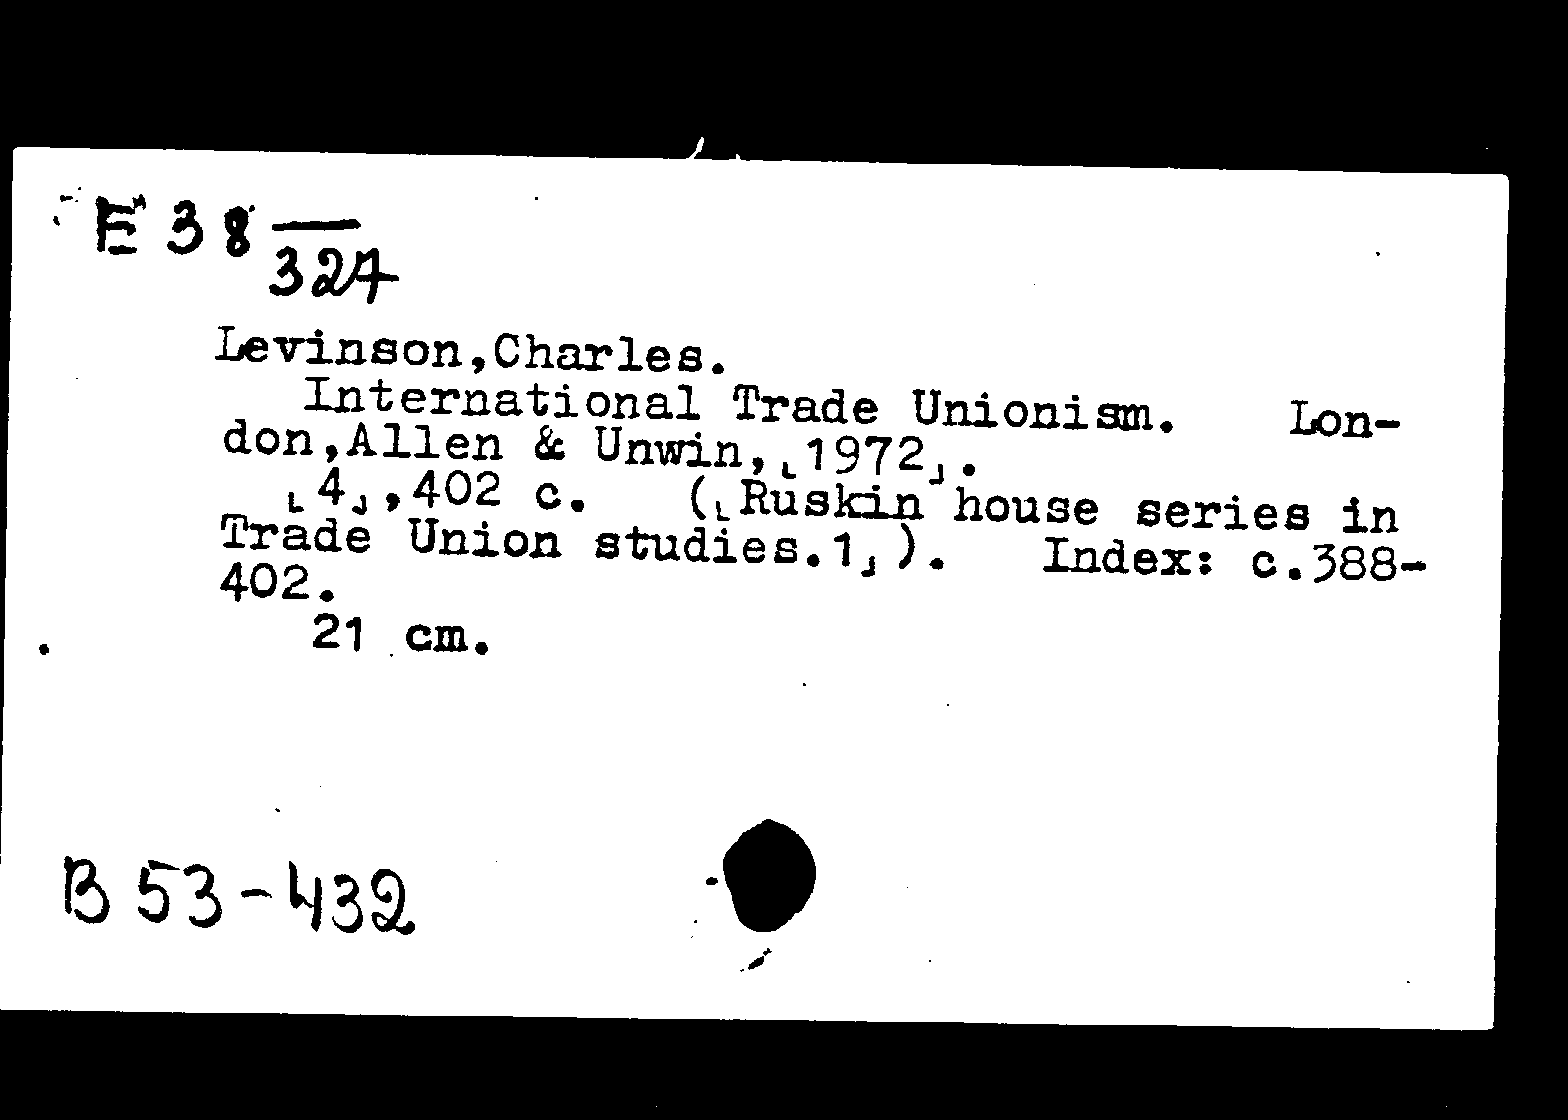 E 38 —
324
Levinson,Charles.
International Trade Unionism. Lon-
don,Allen & Unwin,⌊1972⌋.
⌊4⌋,402 c. (⌊Ruskin house series in
Trade Union studies.1⌋). Index: c.388-
402.
21 cm.
B 53-432